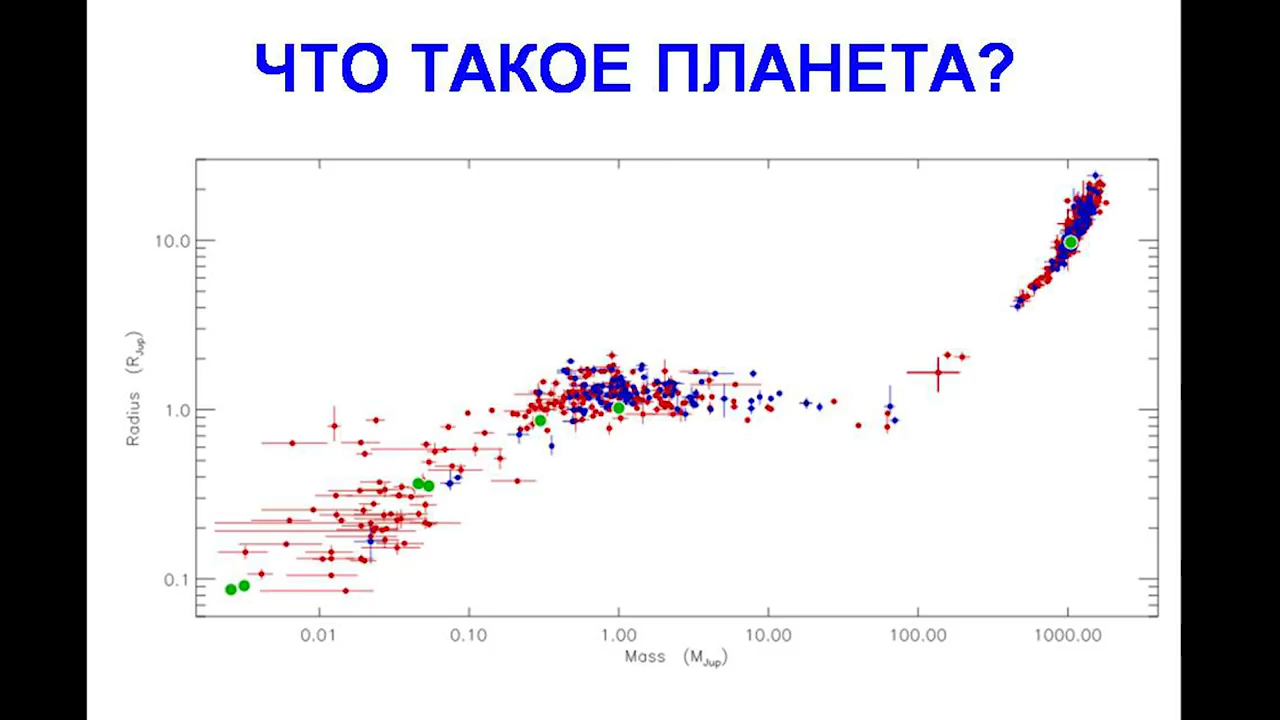 ЧТО ТАКОЕ ПЛАНЕТА?
10.0
1.0
0.1
Radius (RJup)
0.01 0.10 1.00 10.00 100.00 1000.00
Mass (MJup)